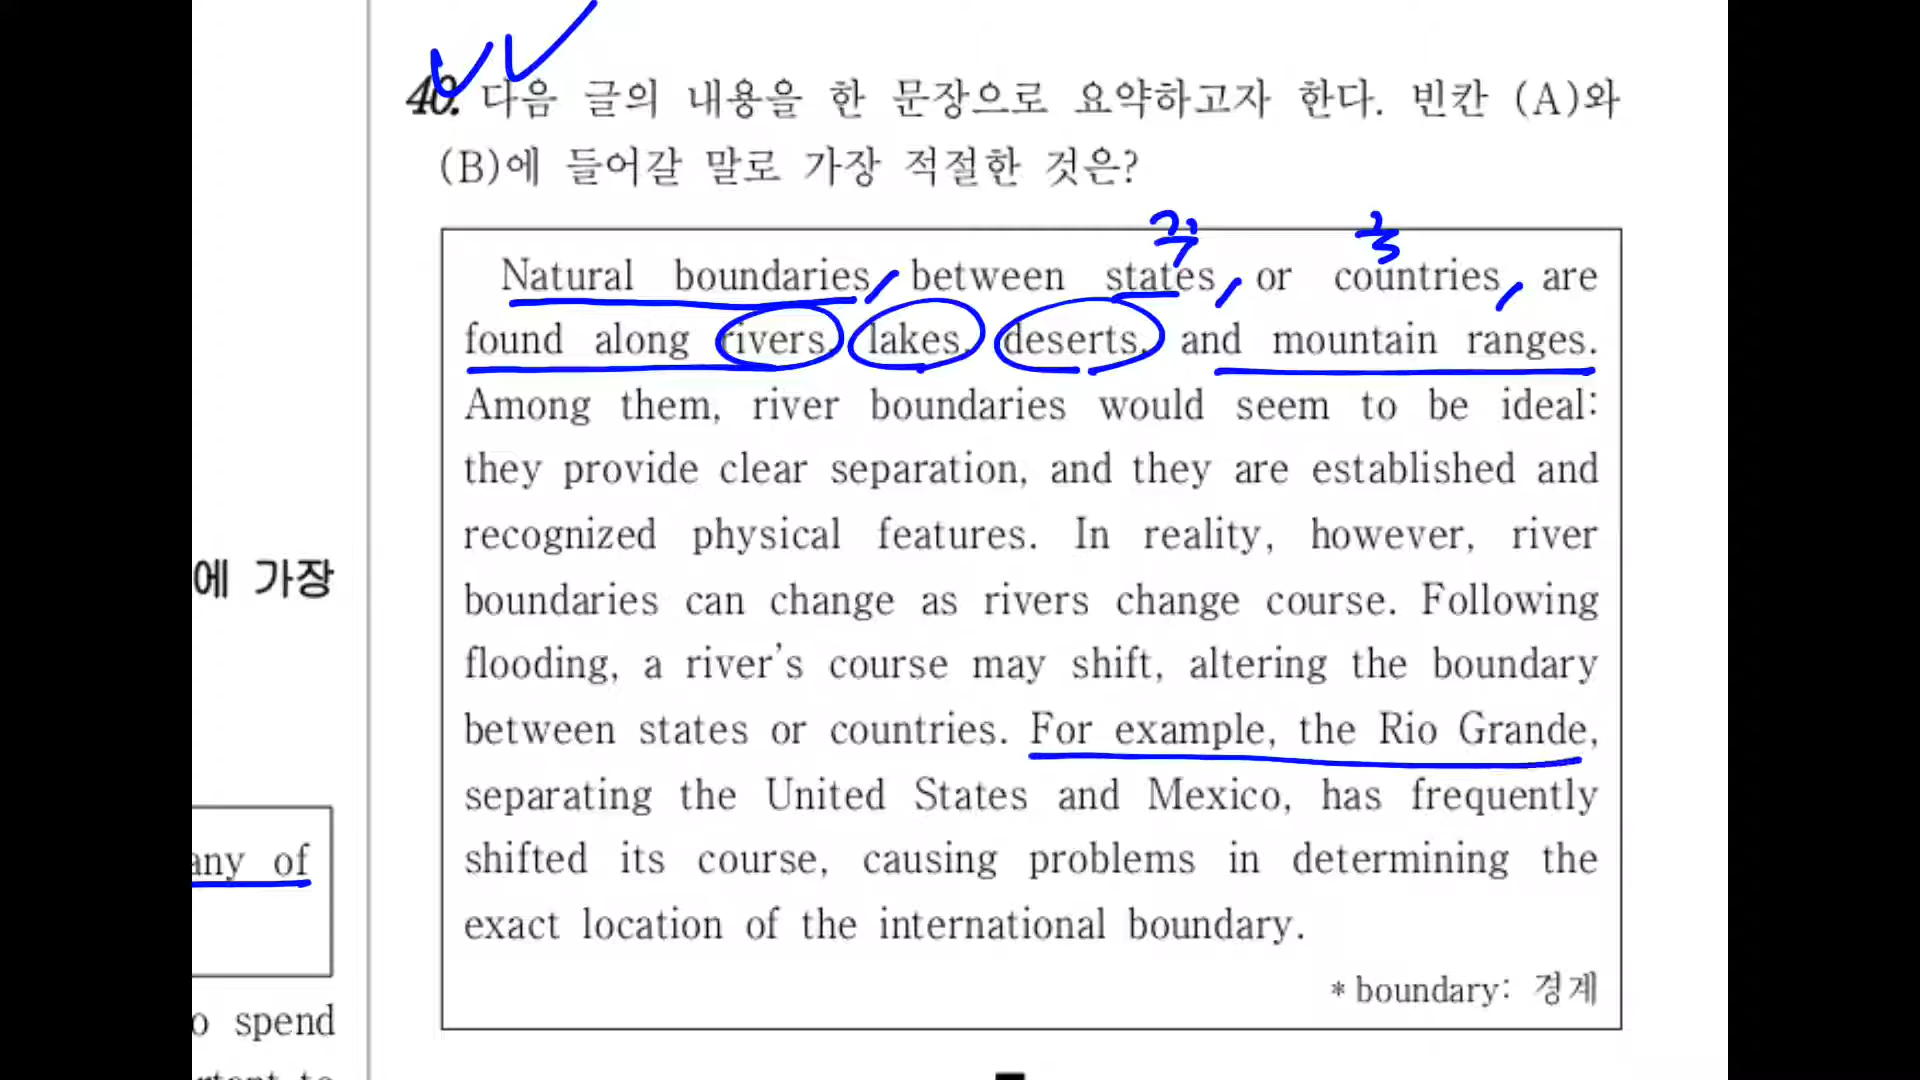 40. 다음 글의 내용을 한 문장으로 요약하고자 한다. 빈칸 (A)와
(B)에 들어갈 말로 가장 적절한 것은?
Natural boundaries between states or countries are
found along rivers, lakes, deserts, and mountain ranges.
Among them, river boundaries would seem to be ideal:
they provide clear separation, and they are established and
recognized physical features. In reality, however, river
boundaries can change as rivers change course. Following
flooding, a river's course may shift, altering the boundary
between states or countries. For example, the Rio Grande,
separating the United States and Mexico, has frequently
shifted its course, causing problems in determining the
exact location of the international boundary.
* boundary: 경계
에 가장
any of
spend